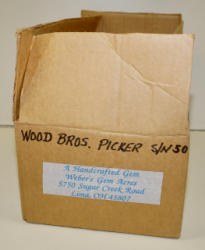 WOOD BROS. PICKER S/N 50
A Handcrafted Gem
Weber's Gem Acres
5750 Sugar Creek Road
Lima, OH 45807